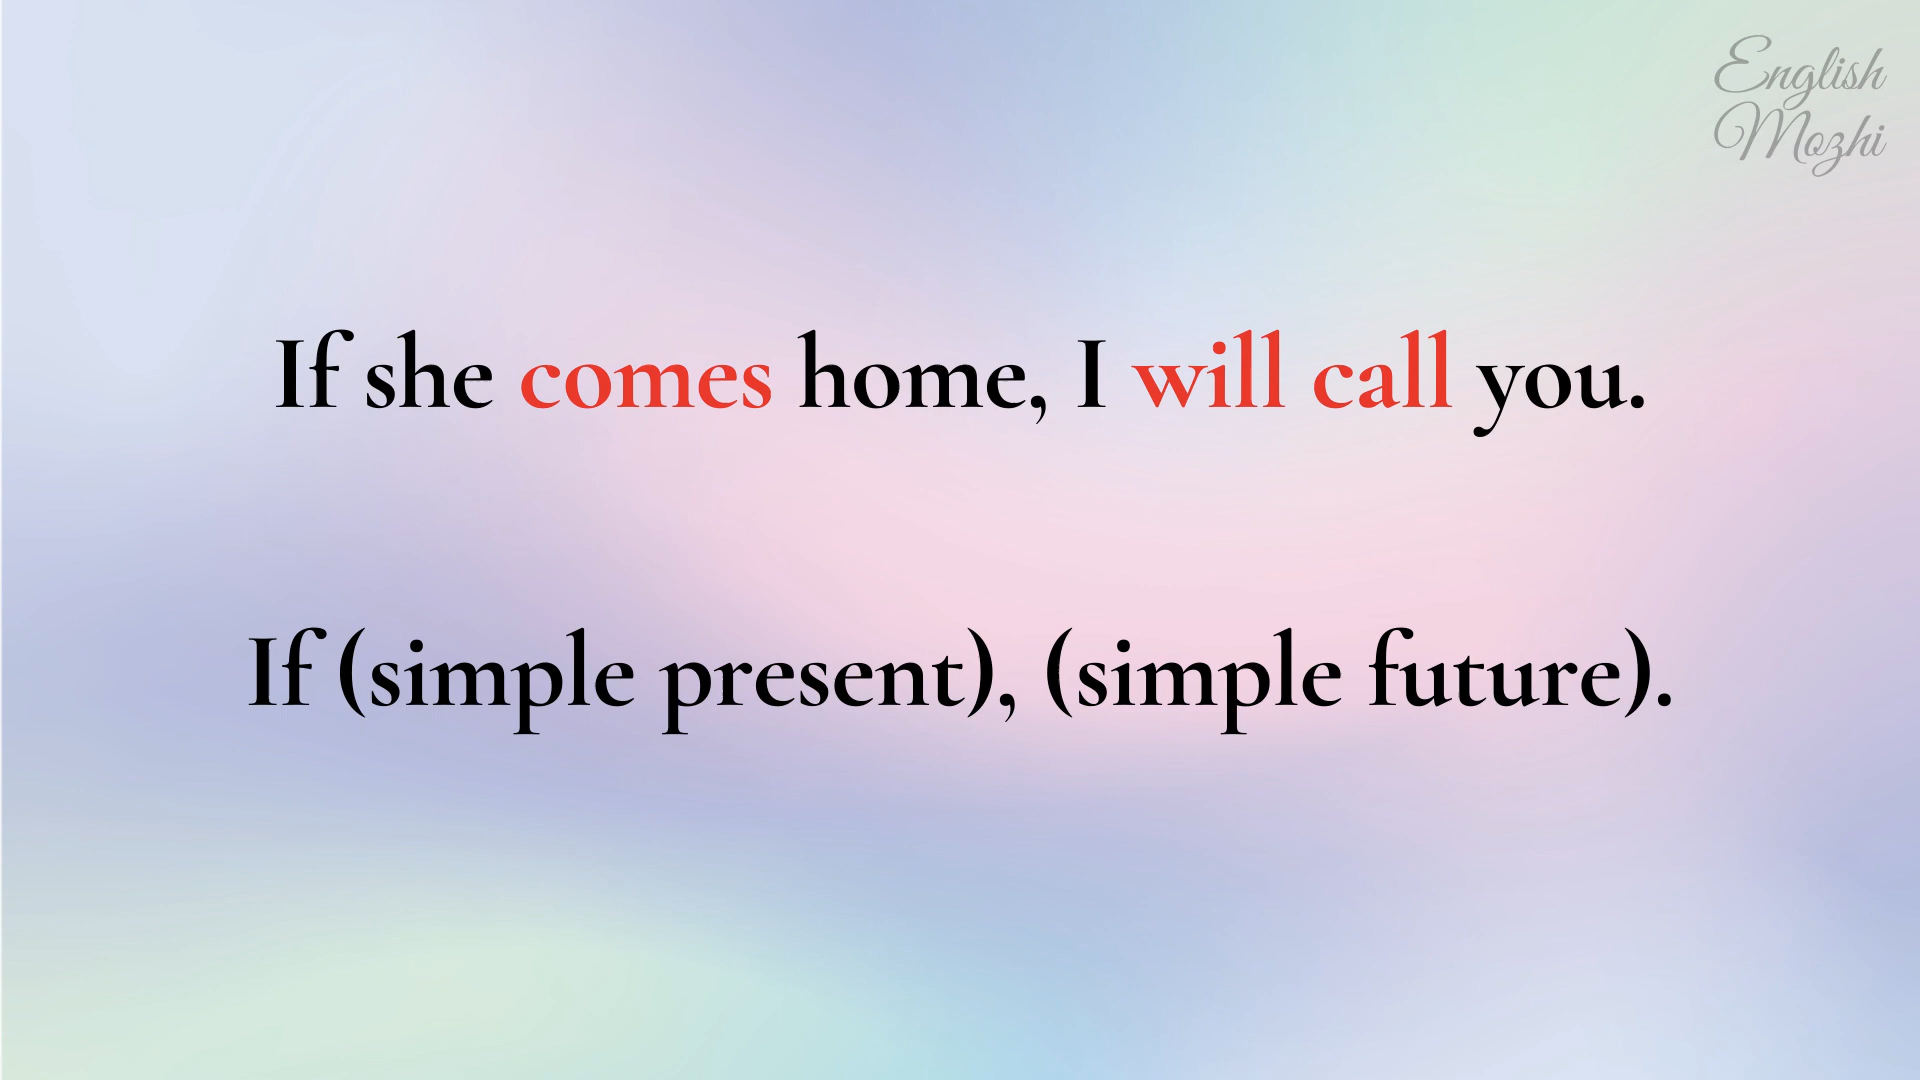 English
Mozhi
If she comes home, I will call you.
If (simple present), (simple future).